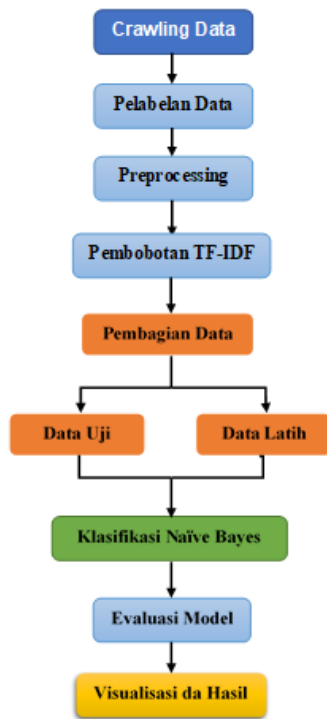 Crawling Data
Pelabelan Data
Preprocessing
Pembobotan TF-IDF
Pembagian Data
Data Uji
Data Latih
Klasifikasi Naïve Bayes
Evaluasi Model
Visualisasi da Hasil